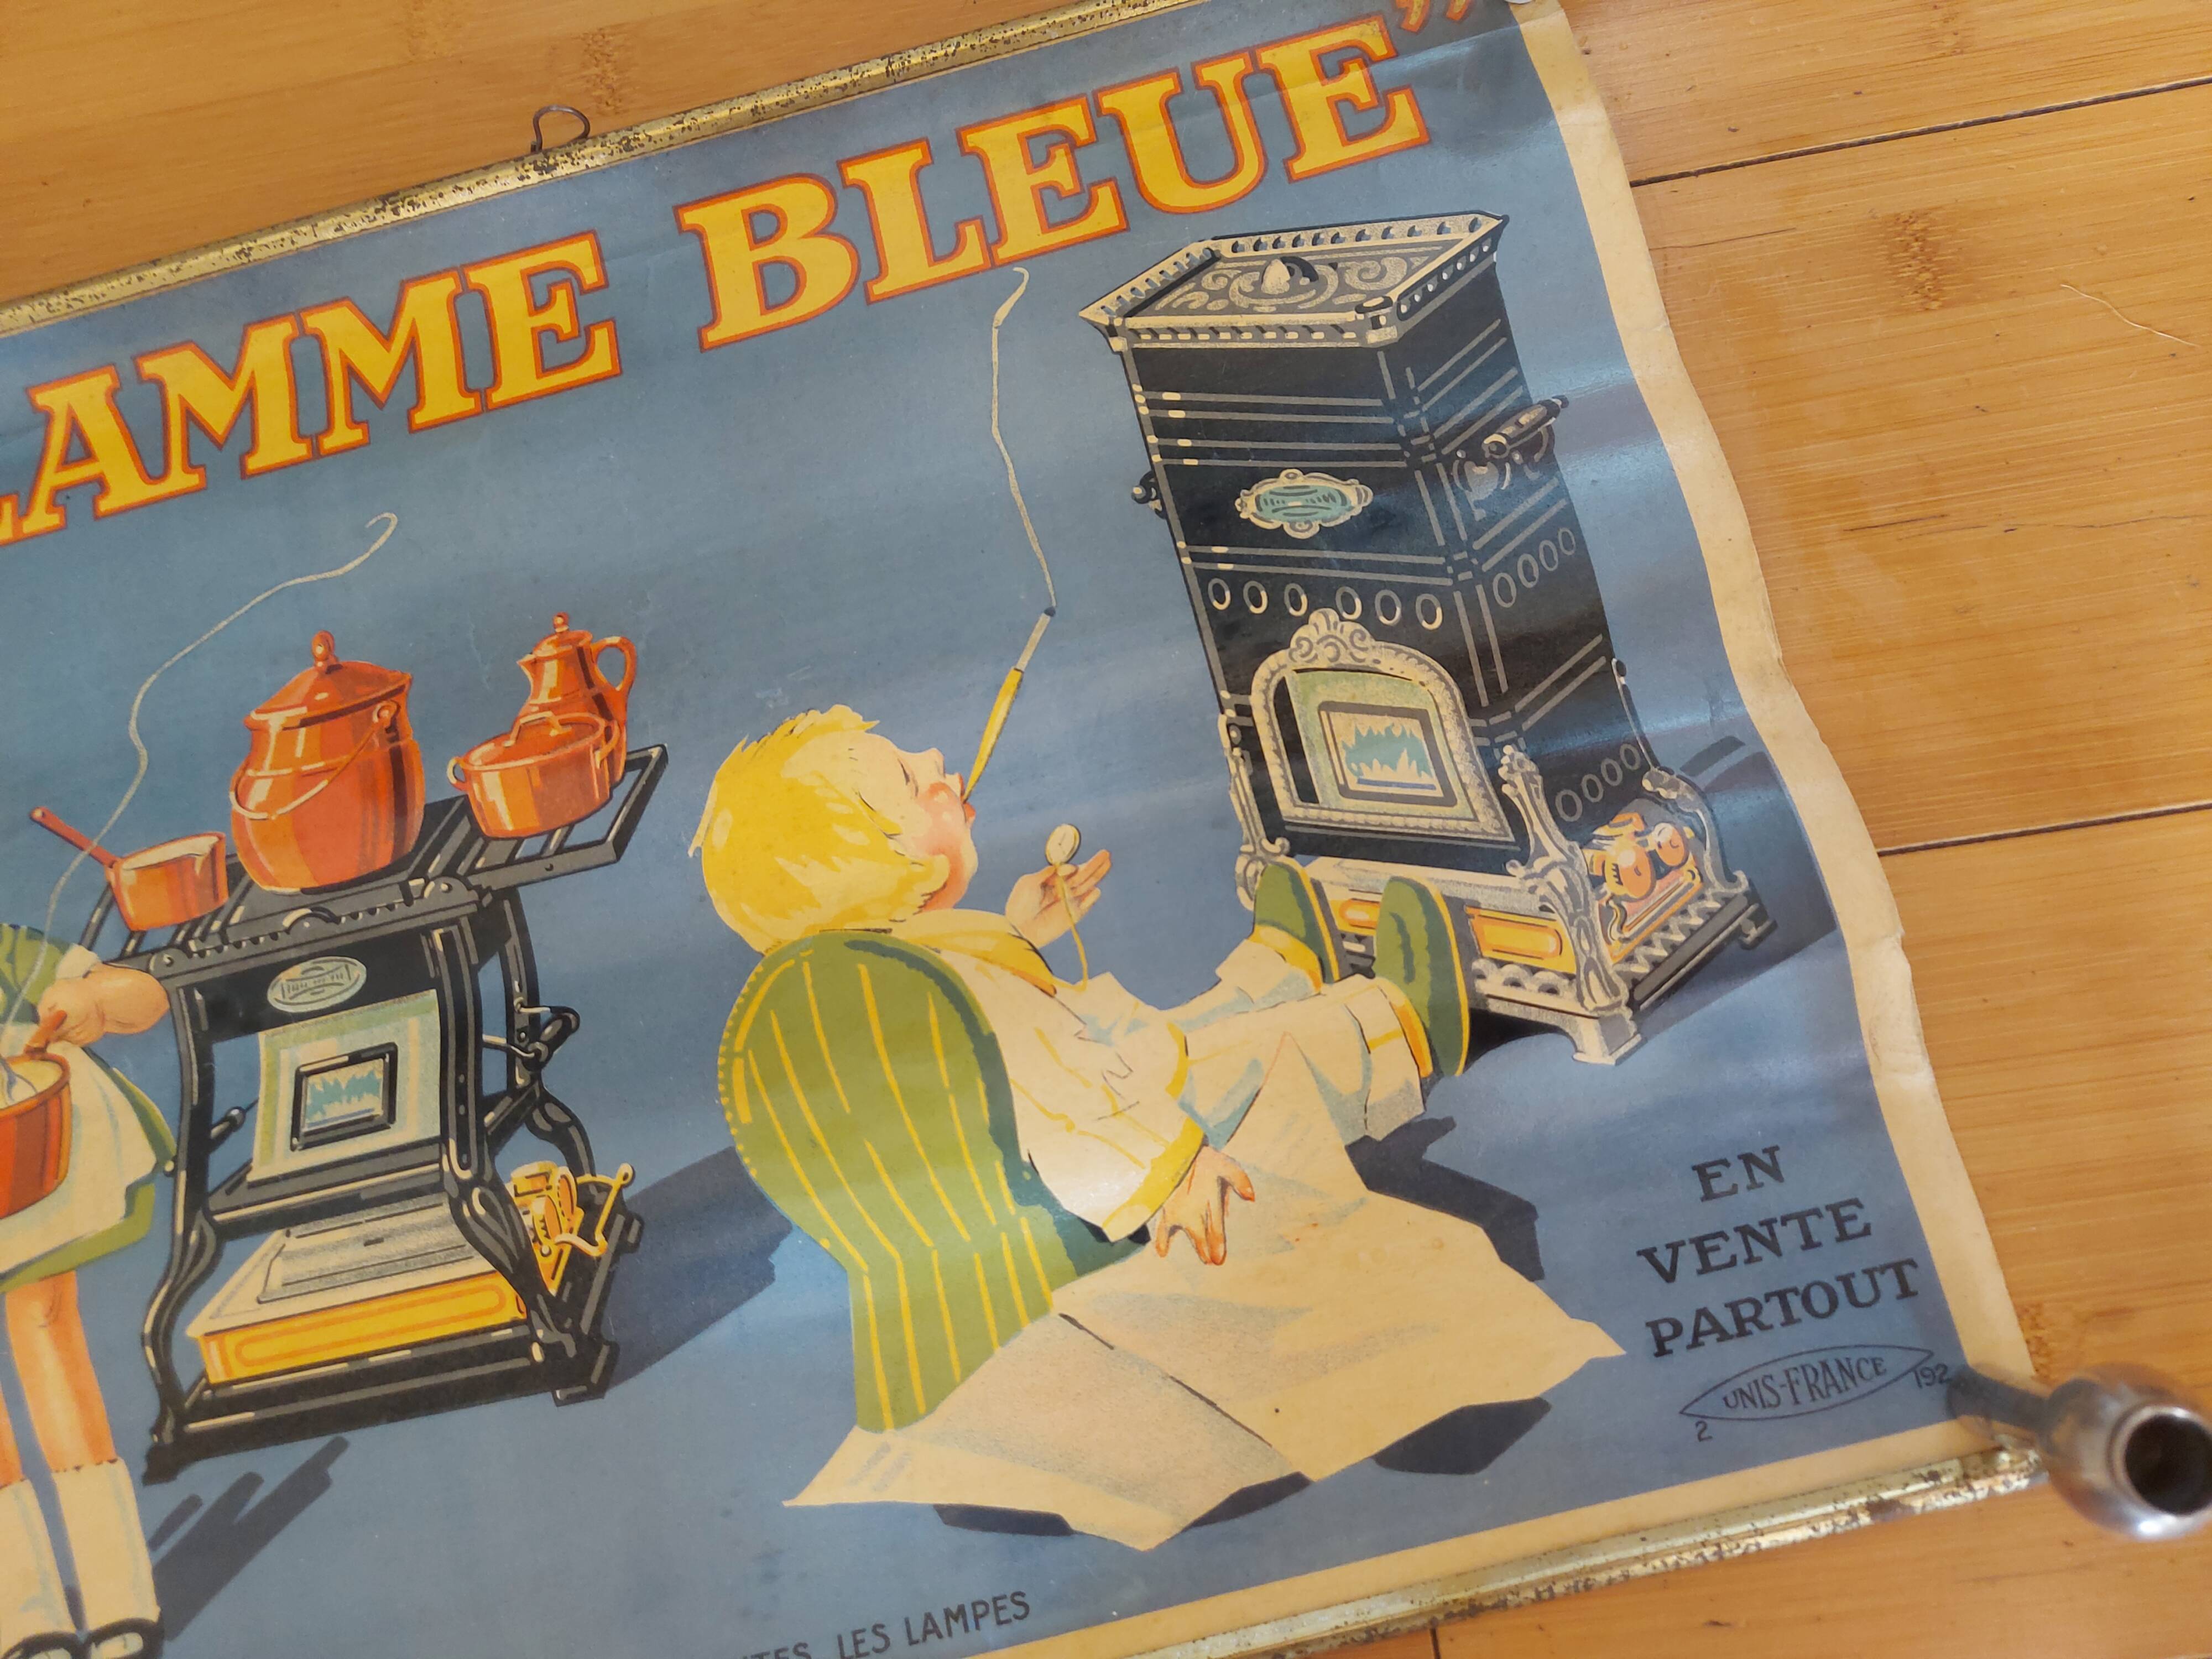 LAMME BLEUE”
EN
VENTE
PARTOUT
UNIS-FRANCE
2
192
LES LAMPES